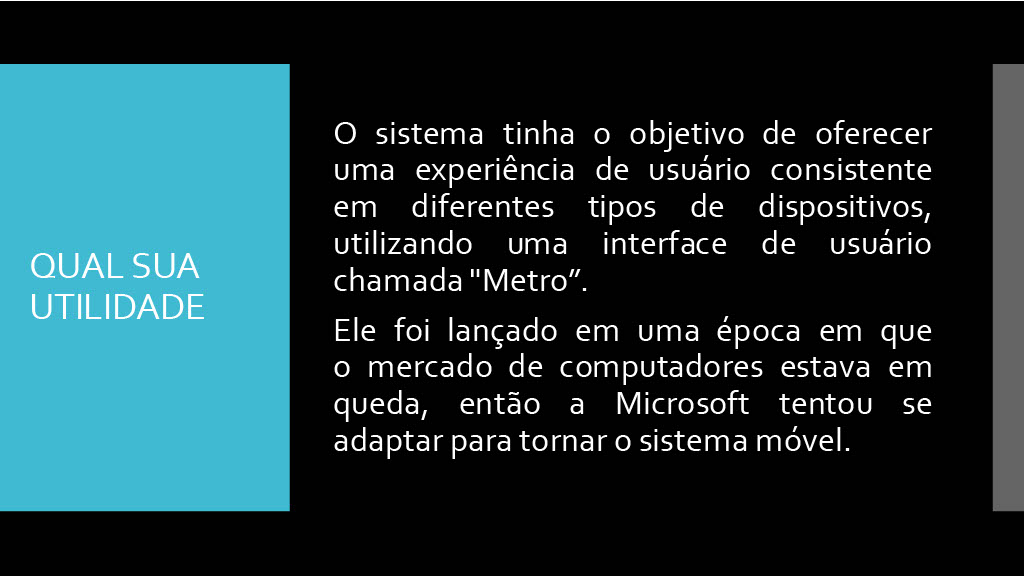 QUAL SUA
UTILIDADE
O sistema tinha o objetivo de oferecer
uma experiência de usuário consistente
em diferentes tipos de dispositivos,
utilizando uma interface de usuário
chamada "Metro”.
Ele foi lançado em uma época em que
o mercado de computadores estava em
queda, então a Microsoft tentou se
adaptar para tornar o sistema móvel.